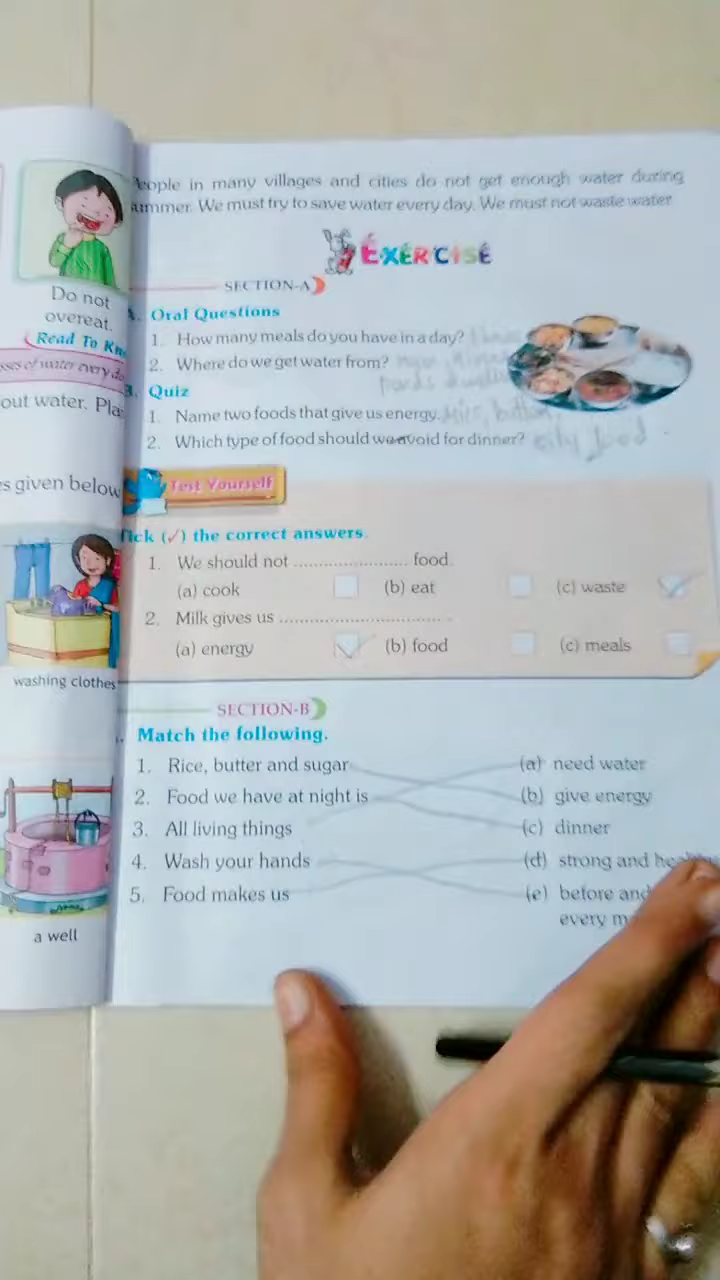 People in many villages and cities do not get enough water during
summer. We must try to save water every day. We must not waste water
EXERCISE
SECTION-A
Do not
overeat.
Oral Questions
1. How many meals do you have in a day?
Read To
2. Where do we get water from?
ponds
of water every
Quiz
out water.
1. Name two foods that give us energy.
2. Which type of food should we avoid for dinner? oily food
s given below
Test Yourself
Tick (✓) the correct answers.
1. We should not .................... food.
(a) cook (b) eat (c) waste ✓
2. Milk gives us ....................
(a) energy ✓ (b) food (c) meals
washing clothes
SECTION-B
Match the following.
1. Rice, butter and sugar (a) need water
2. Food we have at night is (b) give energy
3. All living things (c) dinner
4. Wash your hands (d) strong and
5. Food makes us (e) before and
every
a well